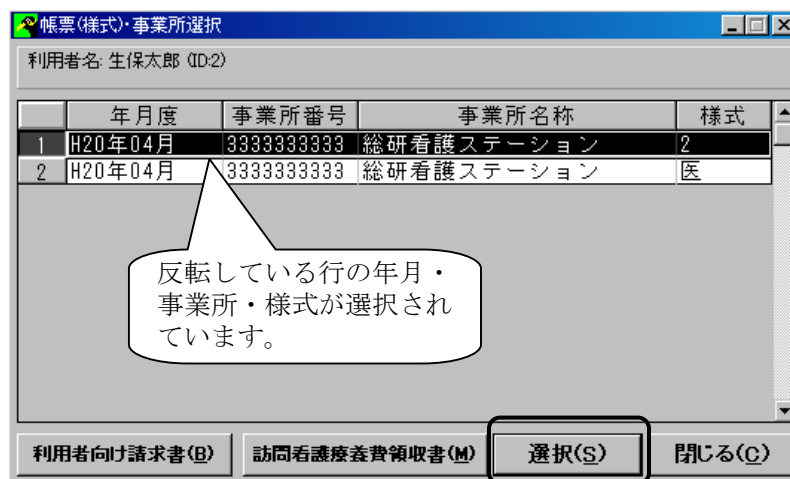 帳票(様式)・事業所選択
利用者名: 生保太郎 (ID:2)
年月度 事業所番号 事業所名称 様式
1 H20年04月 3333333333 総研看護ステーション 2
2 H20年04月 3333333333 総研看護ステーション 医
反転している行の年月・
事業所・様式が選択され
ています。
利用者向け請求書(B) 訪問看護療養費領収書(M) 選択(S) 閉じる(C)